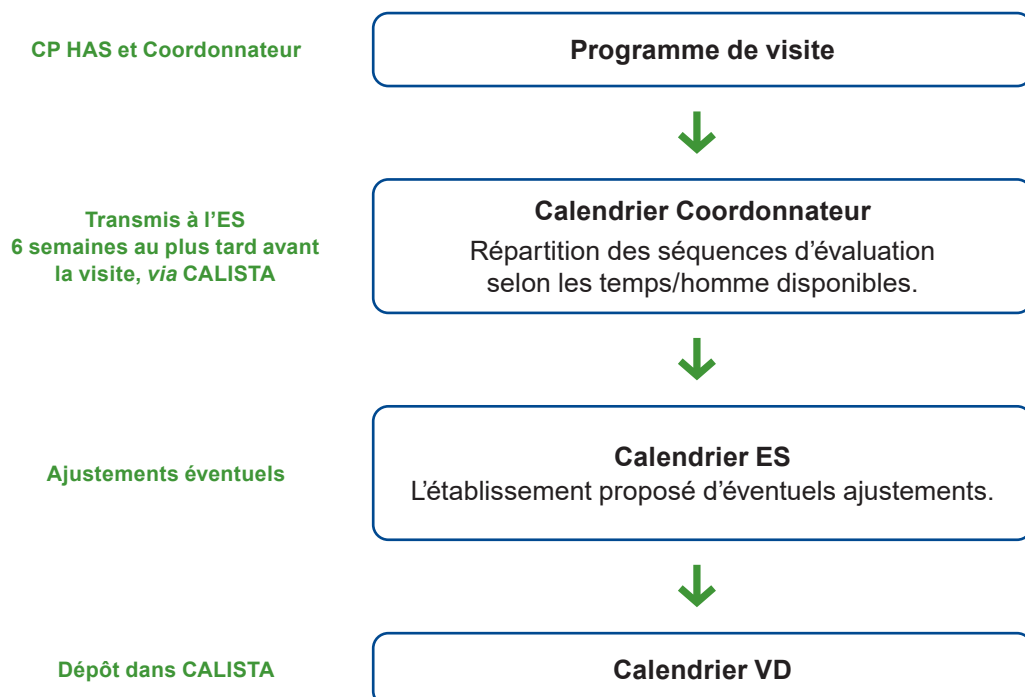 CP HAS et Coordonnateur
Programme de visite
Transmis à l'ES
6 semaines au plus tard avant
la visite, via CALISTA
Calendrier Coordonnateur
Répartition des séquences d'évaluation
selon les temps/homme disponibles.
Ajustements éventuels
Calendrier ES
L'établissement proposé d'éventuels ajustements.
Dépôt dans CALISTA
Calendrier VD